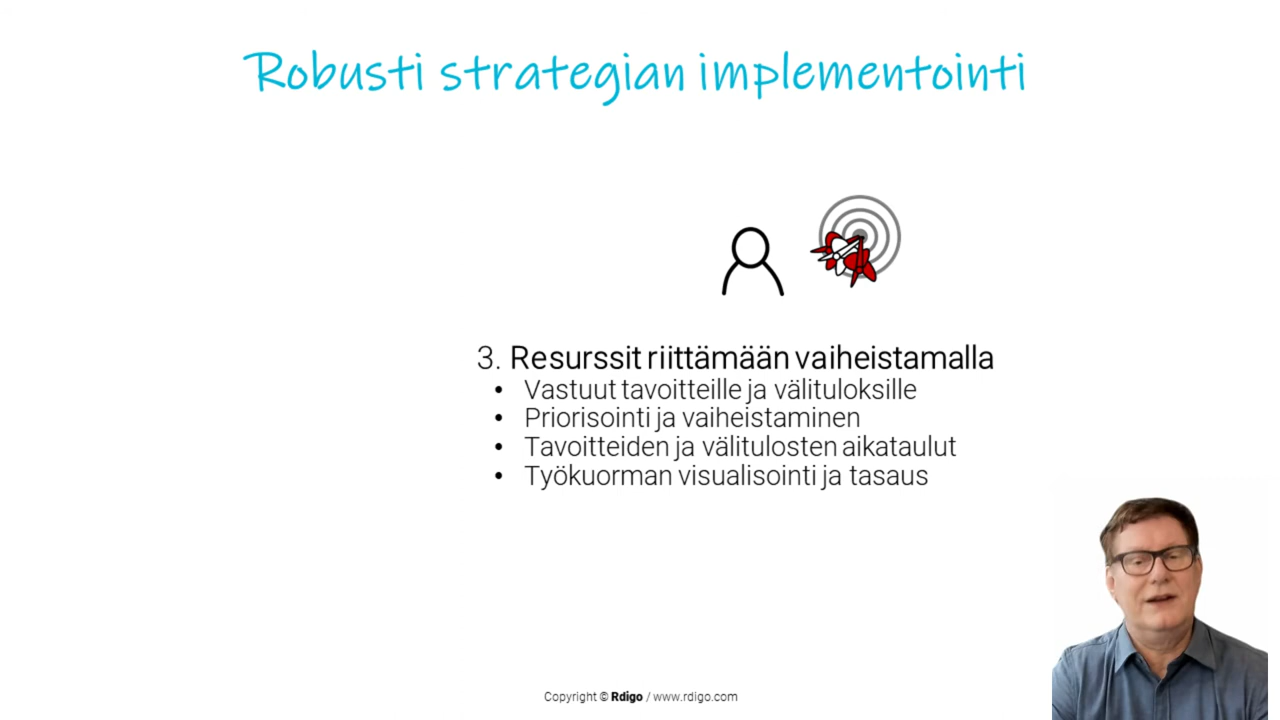 Robusti strategian implementointi
3. Resurssit riittämään vaiheistamalla
• Vastuut tavoitteille ja välituloksille
• Priorisointi ja vaiheistaminen
• Tavoitteiden ja välitulosten aikataulut
• Työkuorman visualisointi ja tasaus
Copyright © Rdigo / www.rdigo.com